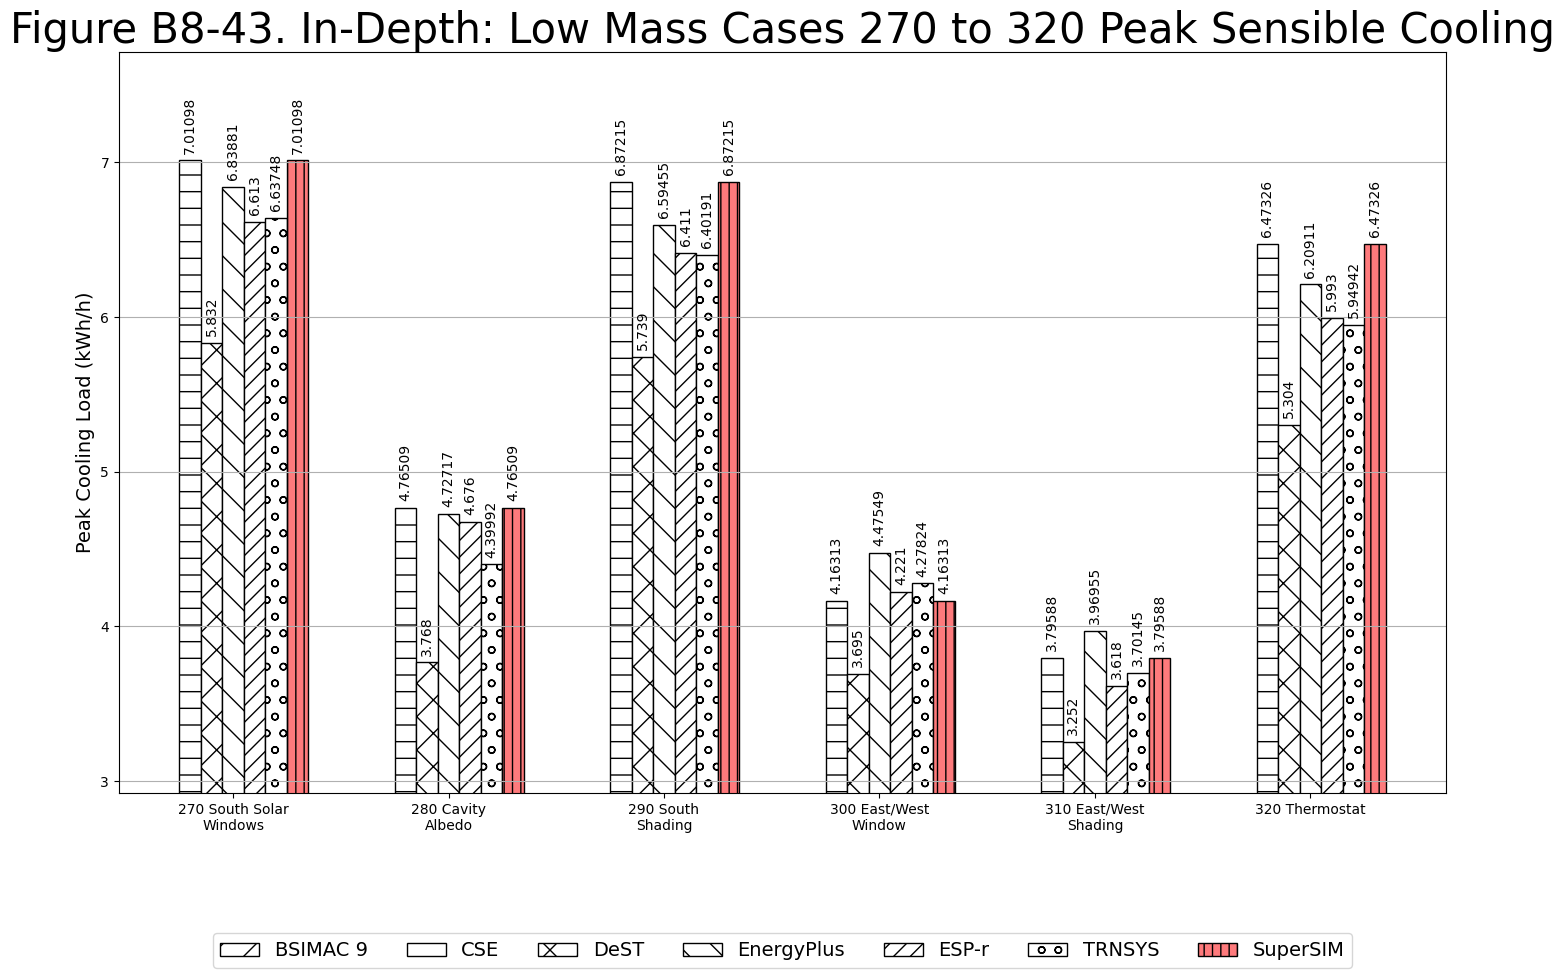 Figure B8-43. In-Depth: Low Mass Cases 270 to 320 Peak Sensible Cooling
Peak Cooling Load (kWh/h)
7
6
5
4
3
7.01098
5.832
6.83881
6.613
6.63748
7.01098
4.76509
3.768
4.72717
4.676
4.39992
4.76509
6.87215
5.739
6.59455
6.411
6.40191
6.87215
4.16313
3.695
4.47549
4.221
4.27824
4.16313
3.79588
3.252
3.96955
3.618
3.70145
3.79588
6.47326
5.304
6.20911
5.993
5.94942
6.47326
270 South Solar
Windows
280 Cavity
Albedo
290 South
Shading
300 East/West
Window
310 East/West
Shading
320 Thermostat
BSIMAC 9
CSE
DeST
EnergyPlus
ESP-r
TRNSYS
SuperSIM